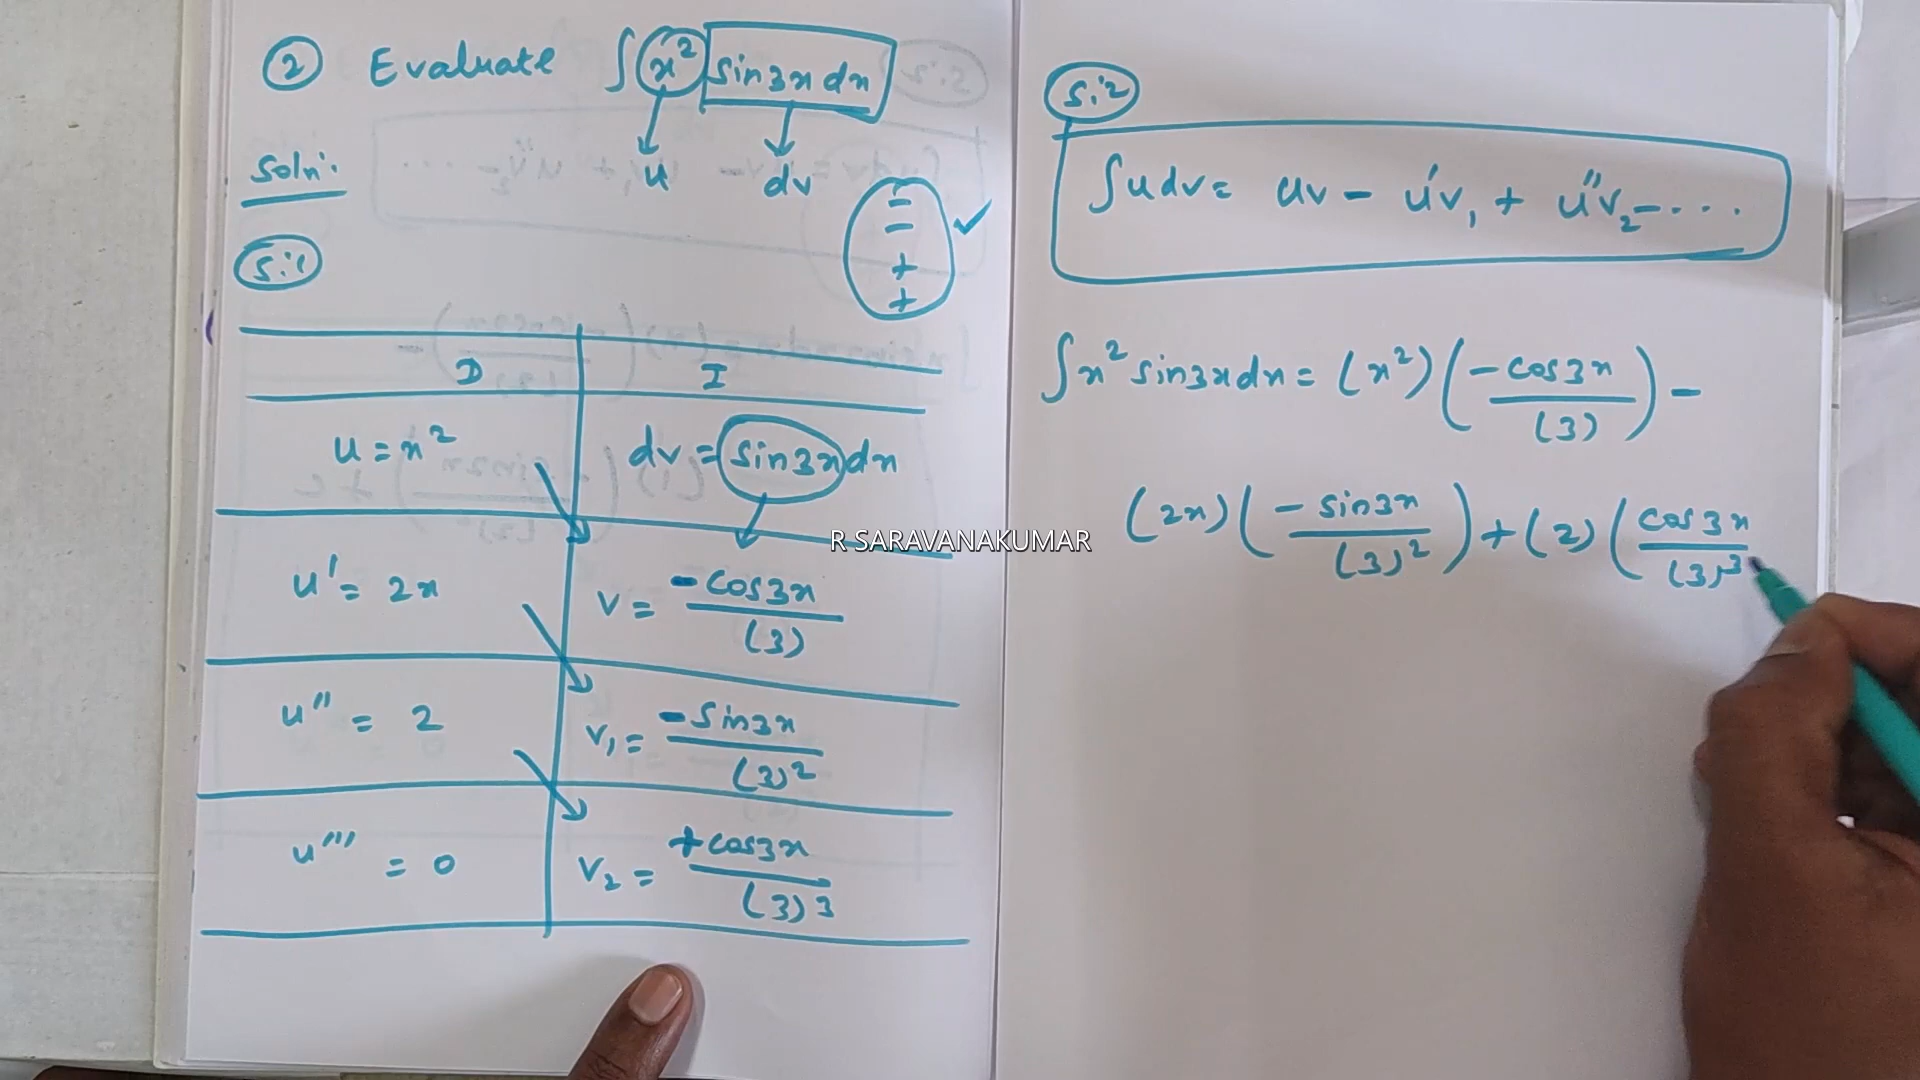 ② Evaluate ∫x² sin3x dx
u dv
Soln:
S:1
-
-
+
+
✓
D I
u = x² dv = sin3x dx
u' = 2x v = -cos3x/(3)
u'' = 2 v₁ = -sin3x/(3)²
u''' = 0 v₂ = +cos3x/(3)³
S:2
∫u dv = uv - u'v₁ + u''v₂ - ....
∫x² sin3x dx = (x²)(-cos3x/(3)) -
(2x)(-sin3x/(3)²) + (2)(cos3x/(3)³
R SARAVANAKUMAR